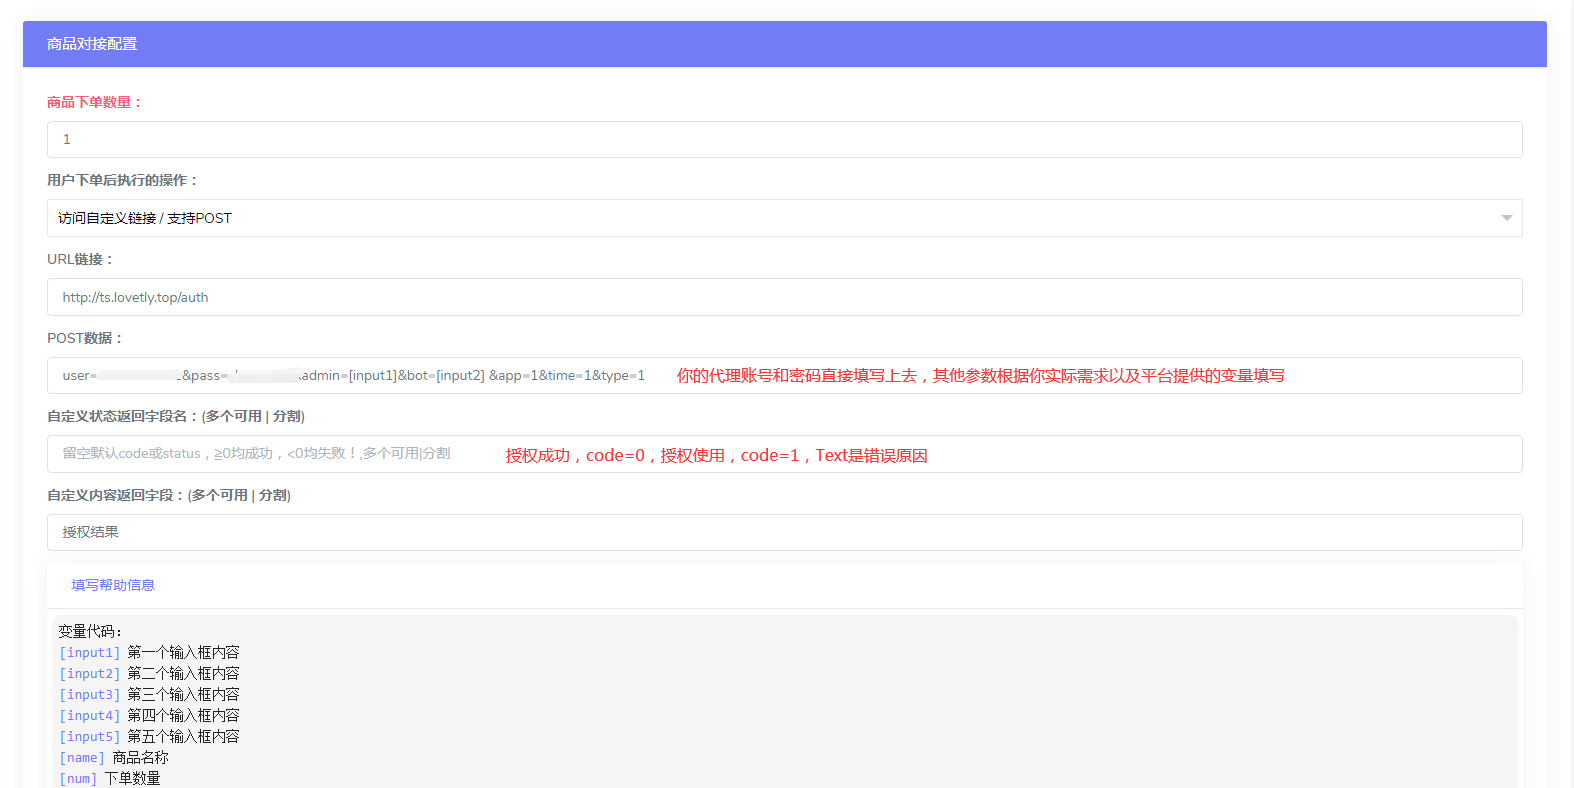 商品对接配置
商品下单数量：
1
用户下单后执行的操作：
访问自定义链接 / 支持POST
URL链接：
http://ts.lovetly.top/auth
POST数据：
user= &pass= admin=[input1]&bot=[input2] &app=1&time=1&type=1 你的代理账号和密码直接填写上去，其他参数根据你实际需求以及平台提供的变量填写
自定义状态返回字段名：(多个可用 | 分割)
留空默认code或status，≧0均成功，<0均失败！,多个可用|分割 授权成功，code=0，授权使用，code=1，Text是错误原因
自定义内容返回字段：(多个可用 | 分割)
授权结果
填写帮助信息
变量代码：
[input1] 第一个输入框内容
[input2] 第二个输入框内容
[input3] 第三个输入框内容
[input4] 第四个输入框内容
[input5] 第五个输入框内容
[name] 商品名称
[num] 下单数量